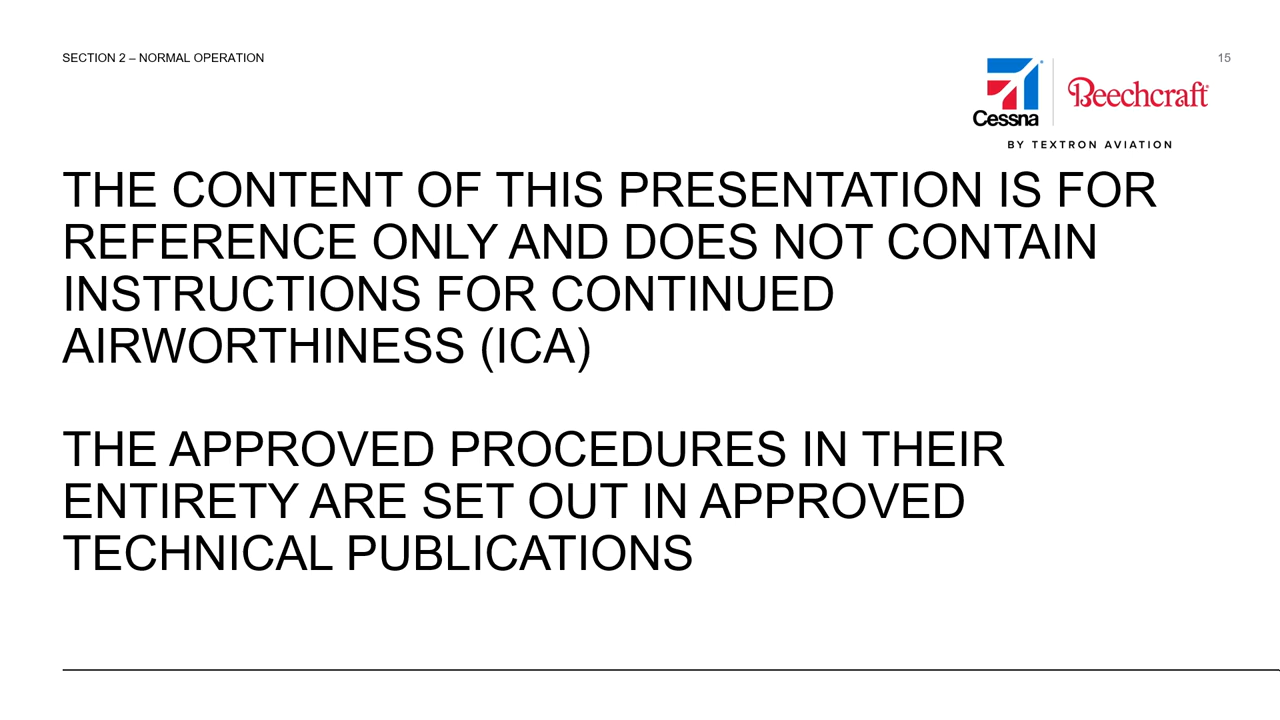 SECTION 2 – NORMAL OPERATION
15
Cessna
Beechcraft
BY TEXTRON AVIATION
THE CONTENT OF THIS PRESENTATION IS FOR
REFERENCE ONLY AND DOES NOT CONTAIN
INSTRUCTIONS FOR CONTINUED
AIRWORTHINESS (ICA)
THE APPROVED PROCEDURES IN THEIR
ENTIRETY ARE SET OUT IN APPROVED
TECHNICAL PUBLICATIONS